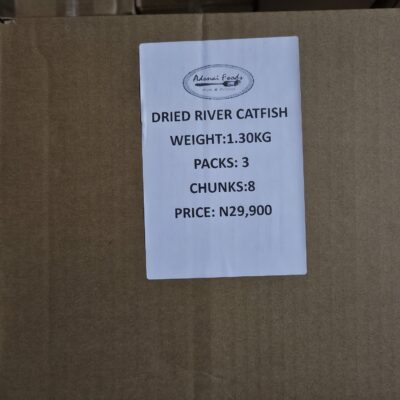 Adonai Foods
DRIED RIVER CATFISH
WEIGHT:1.30KG
PACKS: 3
CHUNKS:8
PRICE: N29,900